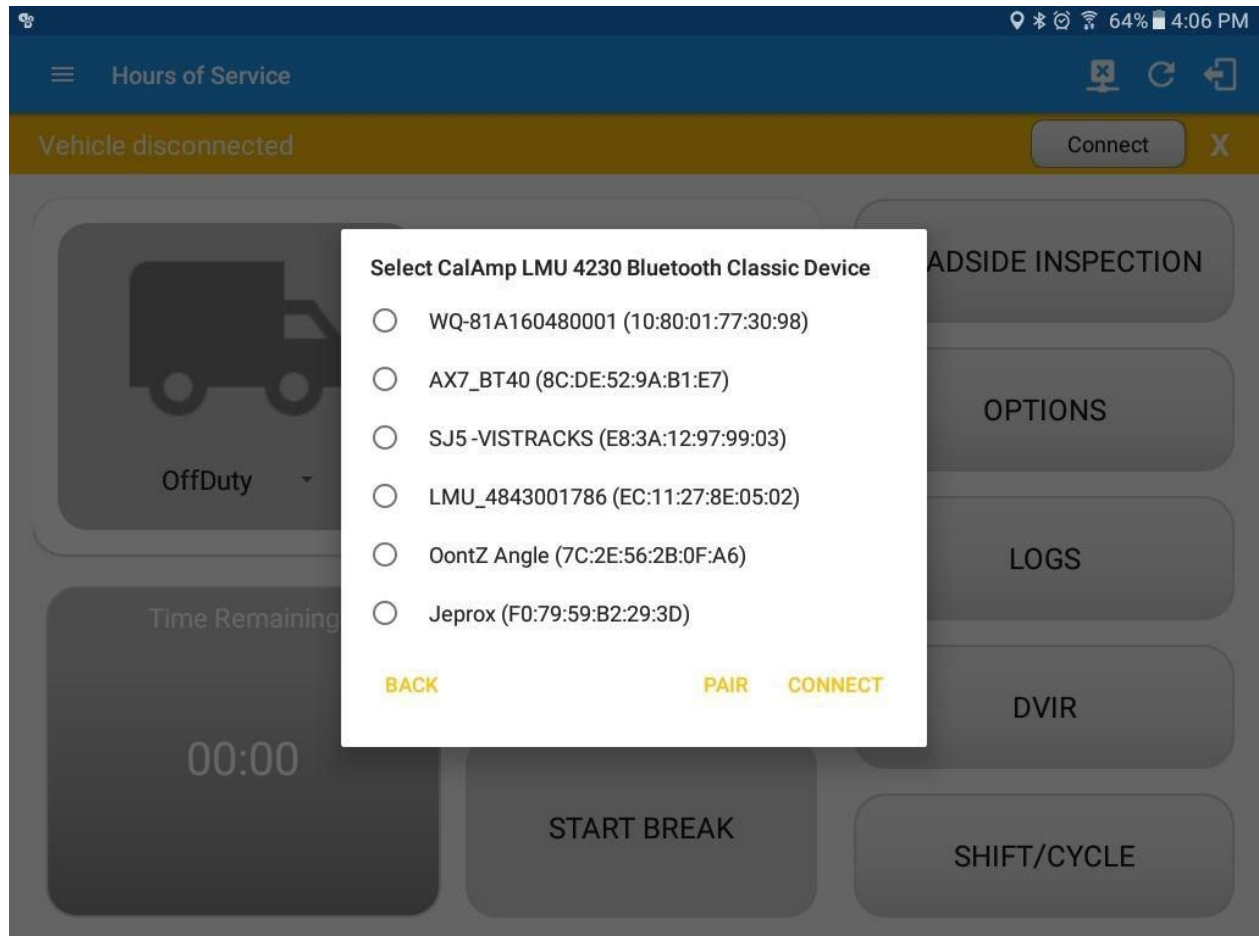 64% 4:06 PM
Hours of Service
Vehicle disconnected
Connect X
Select CalAmp LMU 4230 Bluetooth Classic Device
WQ-81A160480001 (10:80:01:77:30:98)
AX7_BT40 (8C:DE:52:9A:B1:E7)
SJ5 -VISTRACKS (E8:3A:12:97:99:03)
LMU_4843001786 (EC:11:27:8E:05:02)
OontZ Angle (7C:2E:56:2B:0F:A6)
Jeprox (F0:79:59:B2:29:3D)
BACK PAIR CONNECT
OffDuty
Time Remaining
00:00
START BREAK
ADSIDE INSPECTION
OPTIONS
LOGS
DVIR
SHIFT/CYCLE